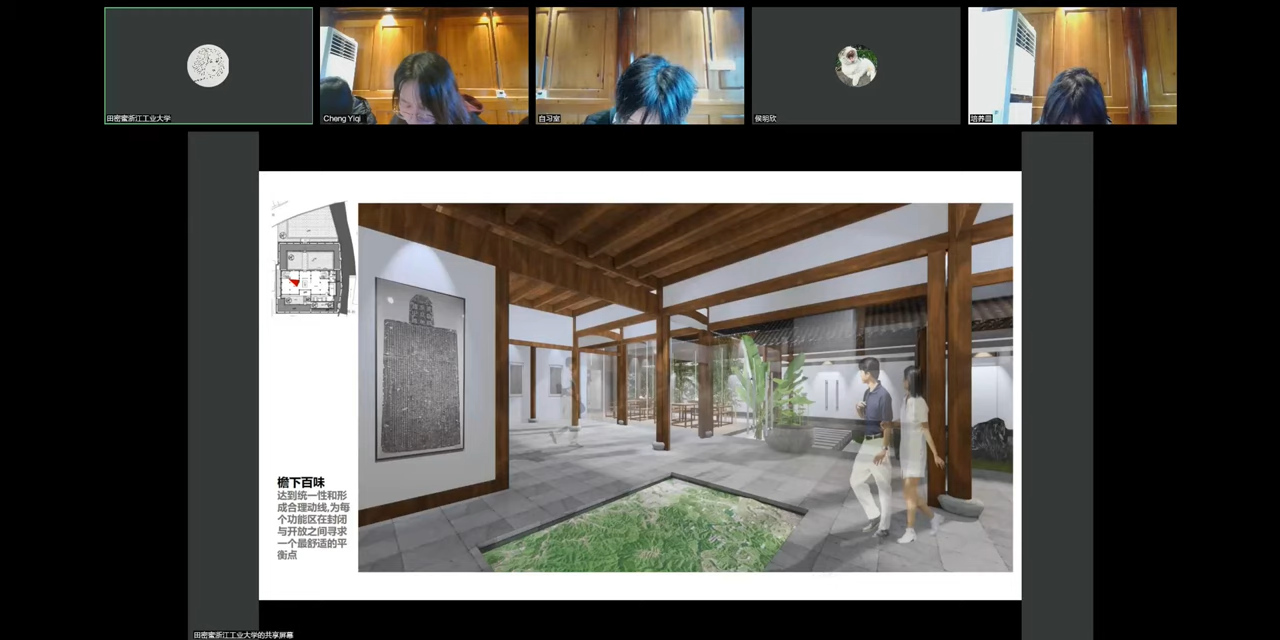 田密蜜浙江工业大学
Cheng Yiqi
自习室
侯明欣
培养皿
檐下百味
达到统一性和形
成合理动线,为每
个功能区在封闭
与开放之间寻求
一个最舒适的平
衡点
田密蜜浙江工业大学的共享屏幕